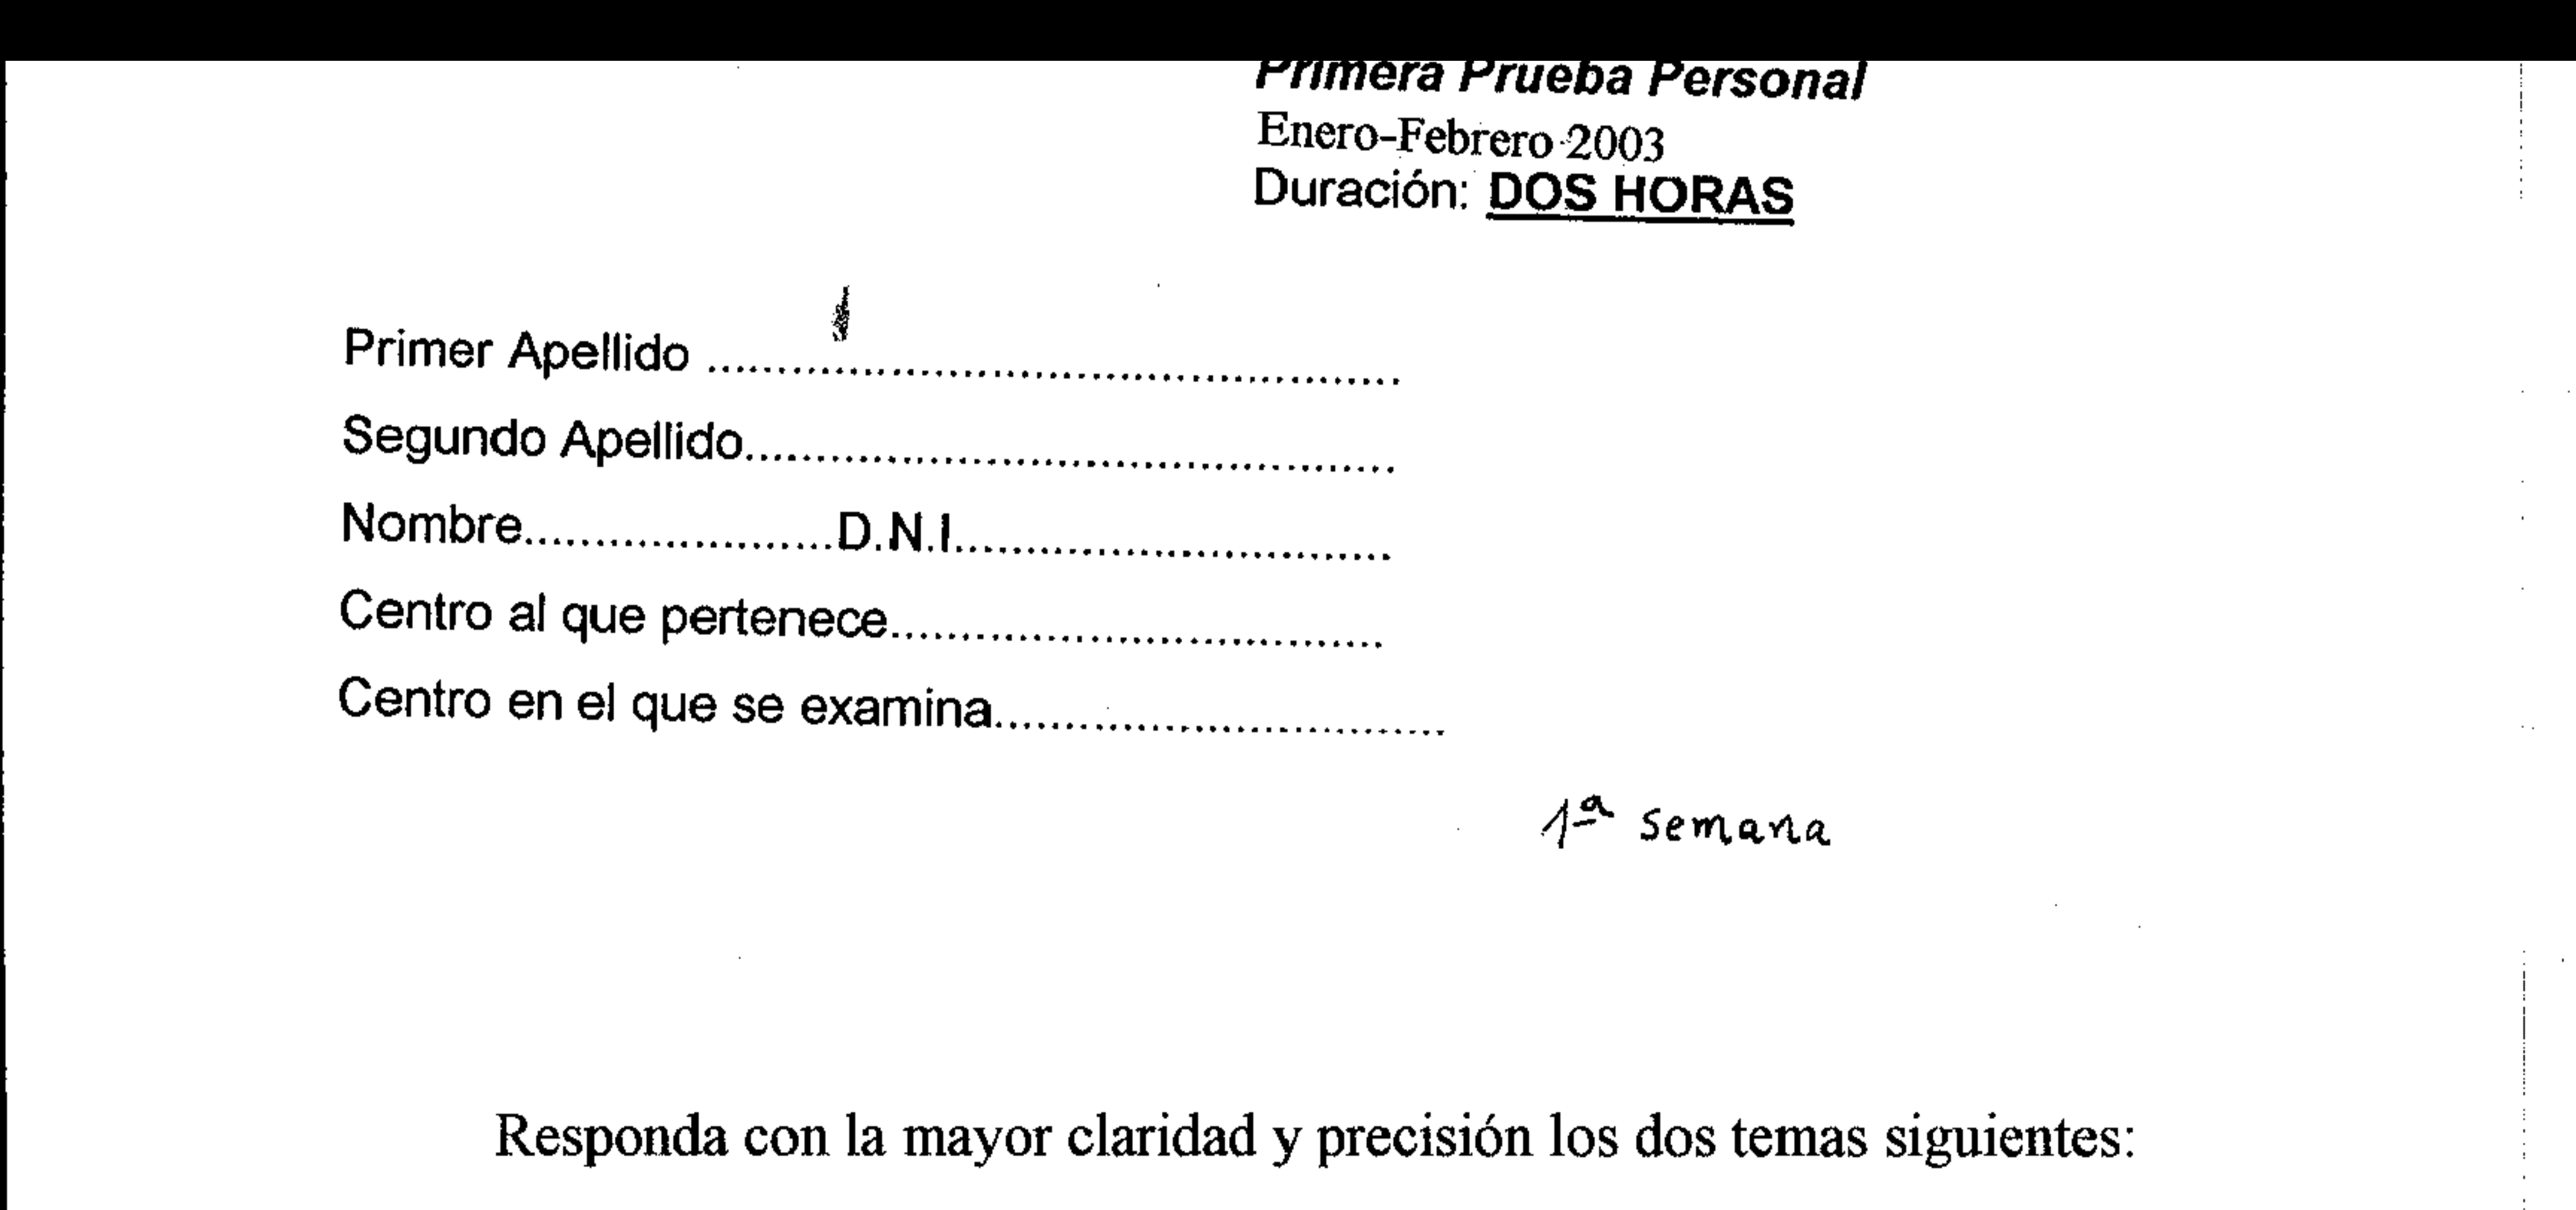 Primera Prueba Personal
Enero-Febrero 2003
Duración: DOS HORAS
Primer Apellido .................................................
Segundo Apellido..............................................
Nombre......................D.N.I...............................
Centro al que pertenece...................................
Centro en el que se examina................................
1ª semana
Responda con la mayor claridad y precisión los dos temas siguientes: